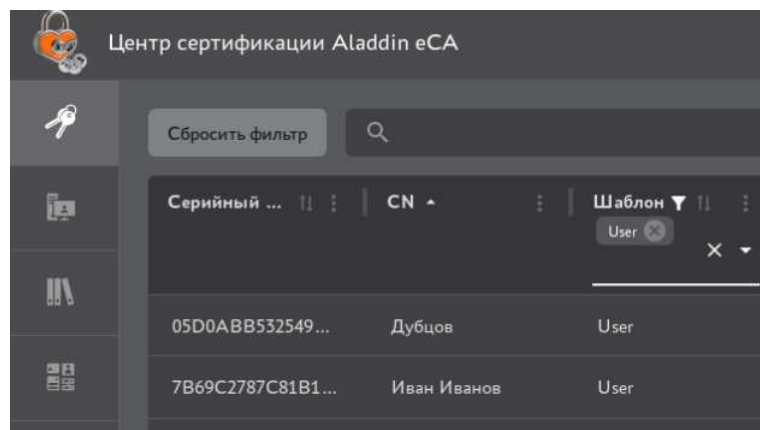 Центр сертификации Aladdin eCA
Сбросить фильтр
Серийный ... CN Шаблон
User
05D0ABB532549... Дубцов User
7B69C2787C81B1... Иван Иванов User